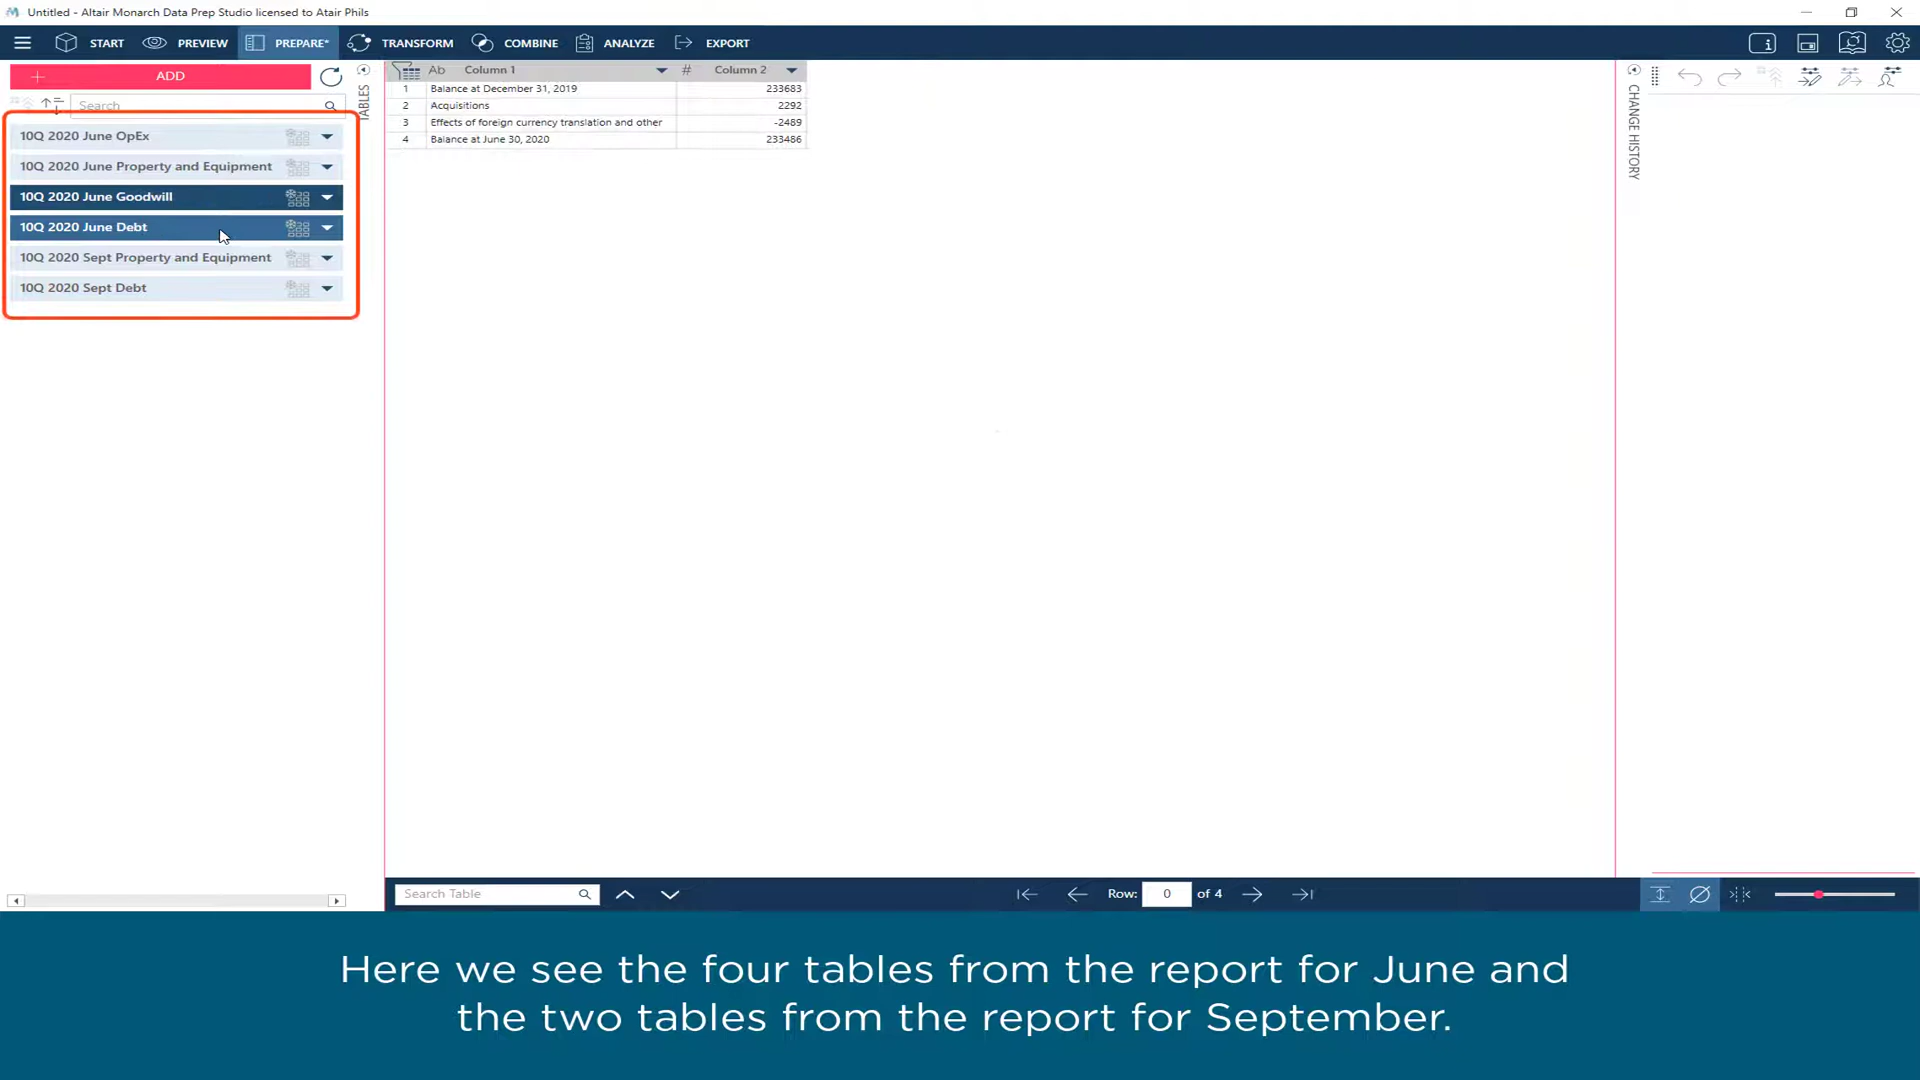 Untitled - Altair Monarch Data Prep Studio licensed to Atair Phils
START PREVIEW PREPARE* TRANSFORM COMBINE ANALYZE EXPORT
ADD
Search
TABLES
10Q 2020 June OpEx
10Q 2020 June Property and Equipment
10Q 2020 June Goodwill
10Q 2020 June Debt
10Q 2020 Sept Property and Equipment
10Q 2020 Sept Debt
Ab Column 1 # Column 2
1 Balance at December 31, 2019 233683
2 Acquisitions 2292
3 Effects of foreign currency translation and other -2489
4 Balance at June 30, 2020 233486
CHANGE HISTORY
Search Table
Row: 0 of 4
Here we see the four tables from the report for June and
the two tables from the report for September.